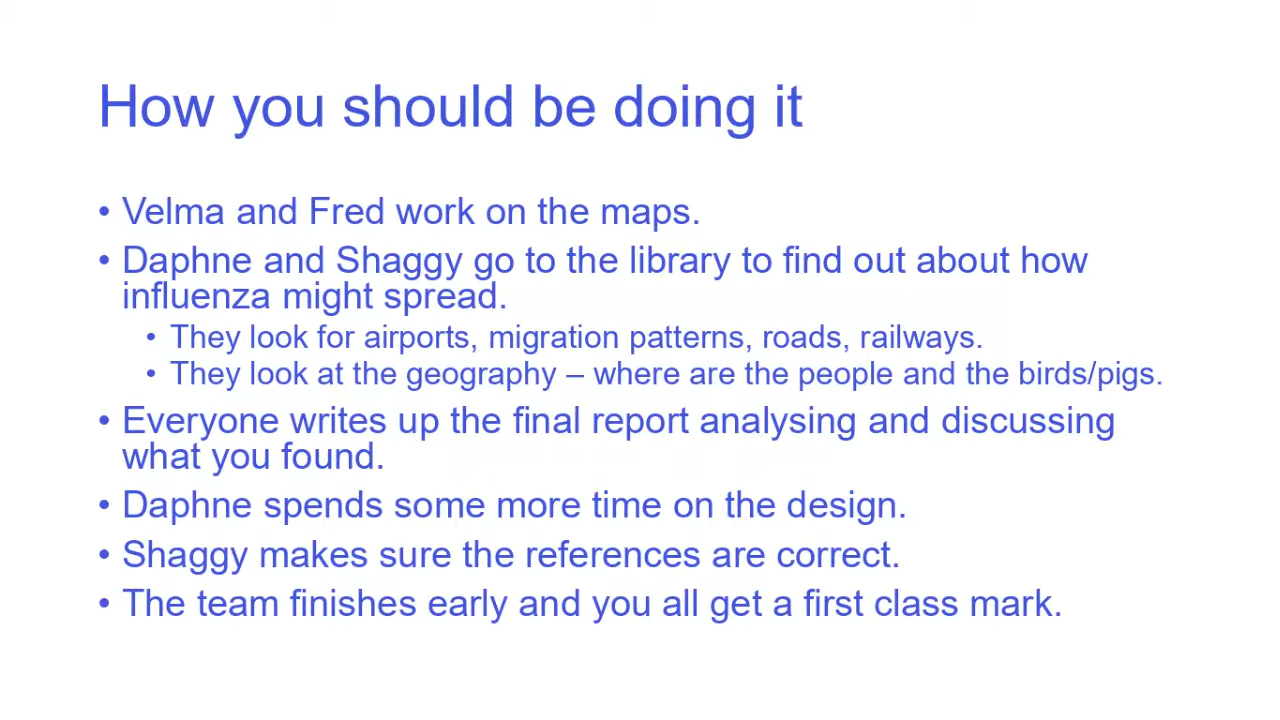 How you should be doing it
• Velma and Fred work on the maps.
• Daphne and Shaggy go to the library to find out about how
influenza might spread.
• They look for airports, migration patterns, roads, railways.
• They look at the geography – where are the people and the birds/pigs.
• Everyone writes up the final report analysing and discussing
what you found.
• Daphne spends some more time on the design.
• Shaggy makes sure the references are correct.
• The team finishes early and you all get a first class mark.